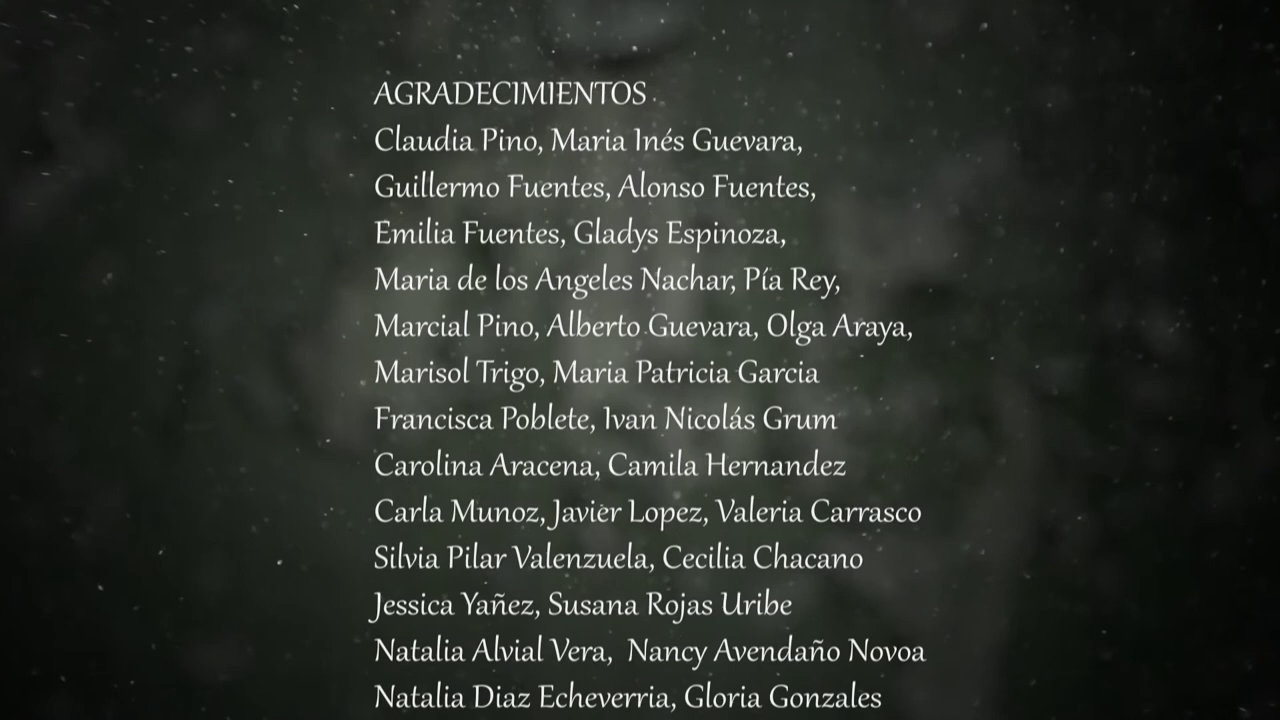 AGRADECIMIENTOS
Claudia Pino, Maria Inés Guevara,
Guillermo Fuentes, Alonso Fuentes,
Emilia Fuentes, Gladys Espinoza,
Maria de los Angeles Nachar, Pía Rey,
Marcial Pino, Alberto Guevara, Olga Araya,
Marisol Trigo, Maria Patricia Garcia
Francisca Poblete, Ivan Nicolás Grum
Carolina Aracena, Camila Hernandez
Carla Munoz, Javier Lopez, Valeria Carrasco
Silvia Pilar Valenzuela, Cecilia Chacano
Jessica Yañez, Susana Rojas Uribe
Natalia Alvial Vera, Nancy Avendaño Novoa
Natalia Diaz Echeverria, Gloria Gonzales